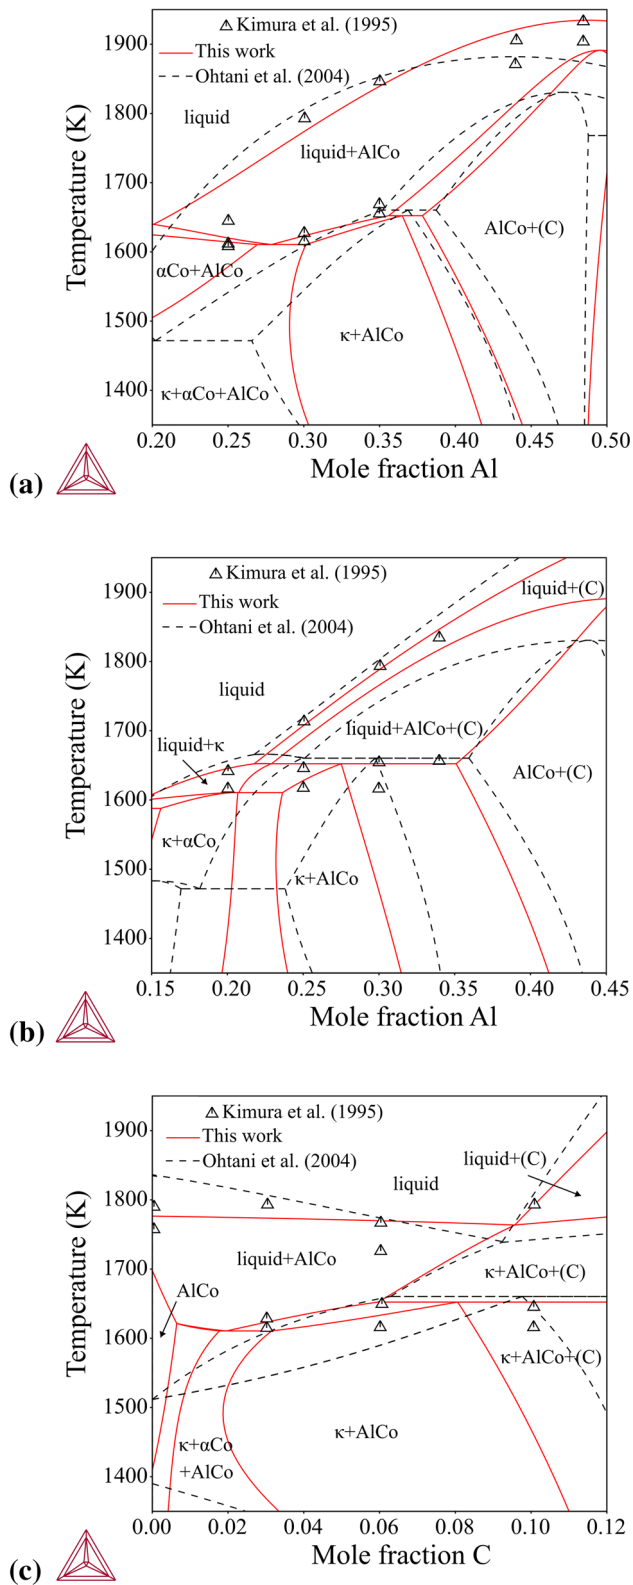 1900
1800
1700
1600
1500
1400
Temperature (K)
Kimura et al. (1995)
This work
Ohtani et al. (2004)
liquid
liquid+AlCo
AlCo+(C)
αCo+AlCo
κ+AlCo
κ+αCo+AlCo
0.20 0.25 0.30 0.35 0.40 0.45 0.50
Mole fraction Al
(a)
1900
1800
1700
1600
1500
1400
Temperature (K)
Kimura et al. (1995)
This work
Ohtani et al. (2004)
liquid+(C)
liquid
liquid+AlCo+(C)
liquid+κ
AlCo+(C)
κ+αCo
κ+AlCo
0.15 0.20 0.25 0.30 0.35 0.40 0.45
Mole fraction Al
(b)
1900
1800
1700
1600
1500
1400
Temperature (K)
Kimura et al. (1995)
This work
Ohtani et al. (2004)
liquid+(C)
liquid
liquid+AlCo
κ+AlCo+(C)
AlCo
κ+AlCo+(C)
κ+AlCo
κ+αCo
+AlCo
0.00 0.02 0.04 0.06 0.08 0.10 0.12
Mole fraction C
(c)